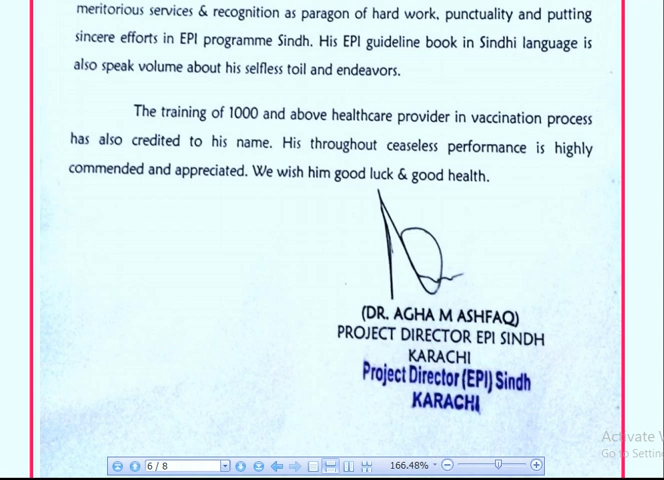 meritorious services & recognition as paragon of hard work, punctuality and putting
sincere efforts in EPI programme Sindh. His EPI guideline book in Sindhi language is
also speak volume about his selfless toil and endeavors.
The training of 1000 and above healthcare provider in vaccination process
has also credited to his name. His throughout ceaseless performance is highly
commended and appreciated. We wish him good luck & good health.
(DR. AGHA M ASHFAQ)
PROJECT DIRECTOR EPI SINDH
KARACHI
Project Director (EPI) Sindh
KARACHI
Activate
Go to Settin
6 / 8
166.48%